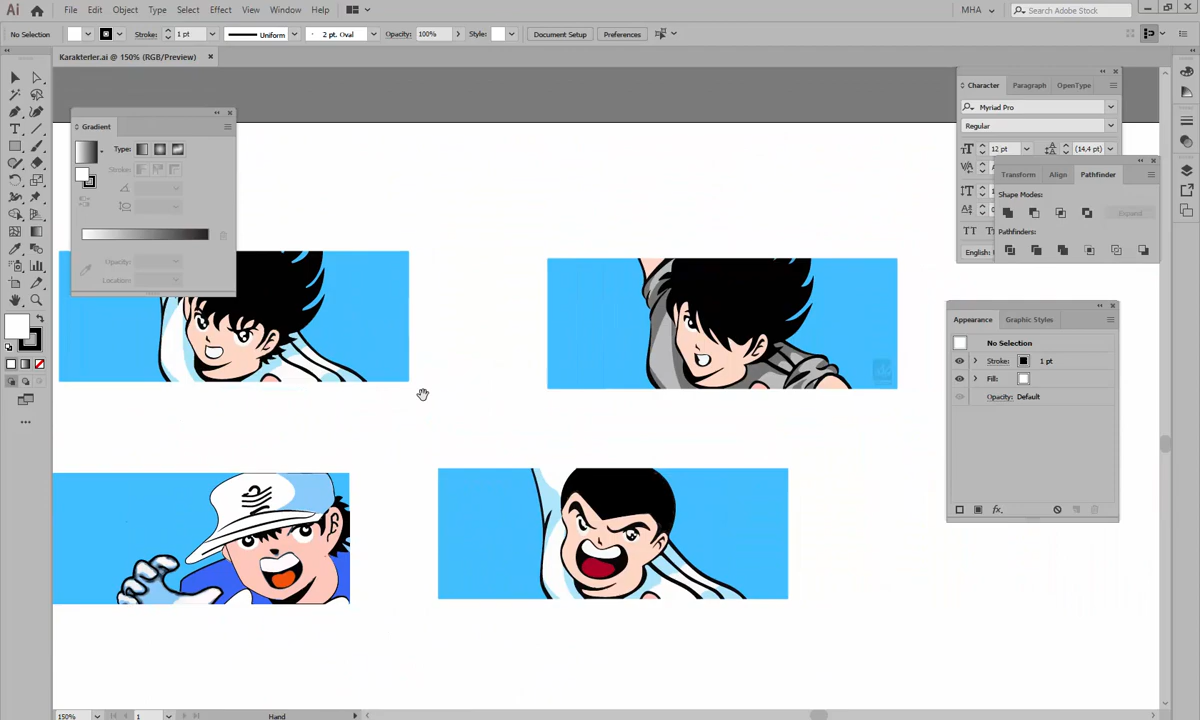 Ai
File
Edit
Object
Type
Select
Effect
View
Window
Help
MHA
Search Adobe Stock
No Selection
Stroke:
1 pt
Uniform
2 pt. Oval
Opacity:
100%
Style:
Document Setup
Preferences
Karakterler.ai @ 150% (RGB/Preview)
×
Gradient
Type:
Stroke:
Opacity:
Location:
Character
Paragraph
OpenType
Myriad Pro
Regular
12 pt
(14,4 pt)
English:
Transform
Align
Pathfinder
Shape Modes:
Expand
Pathfinders:
Appearance
Graphic Styles
No Selection
Stroke:
1 pt
Fill:
Opacity:
Default
fx.
150%
1
Hand